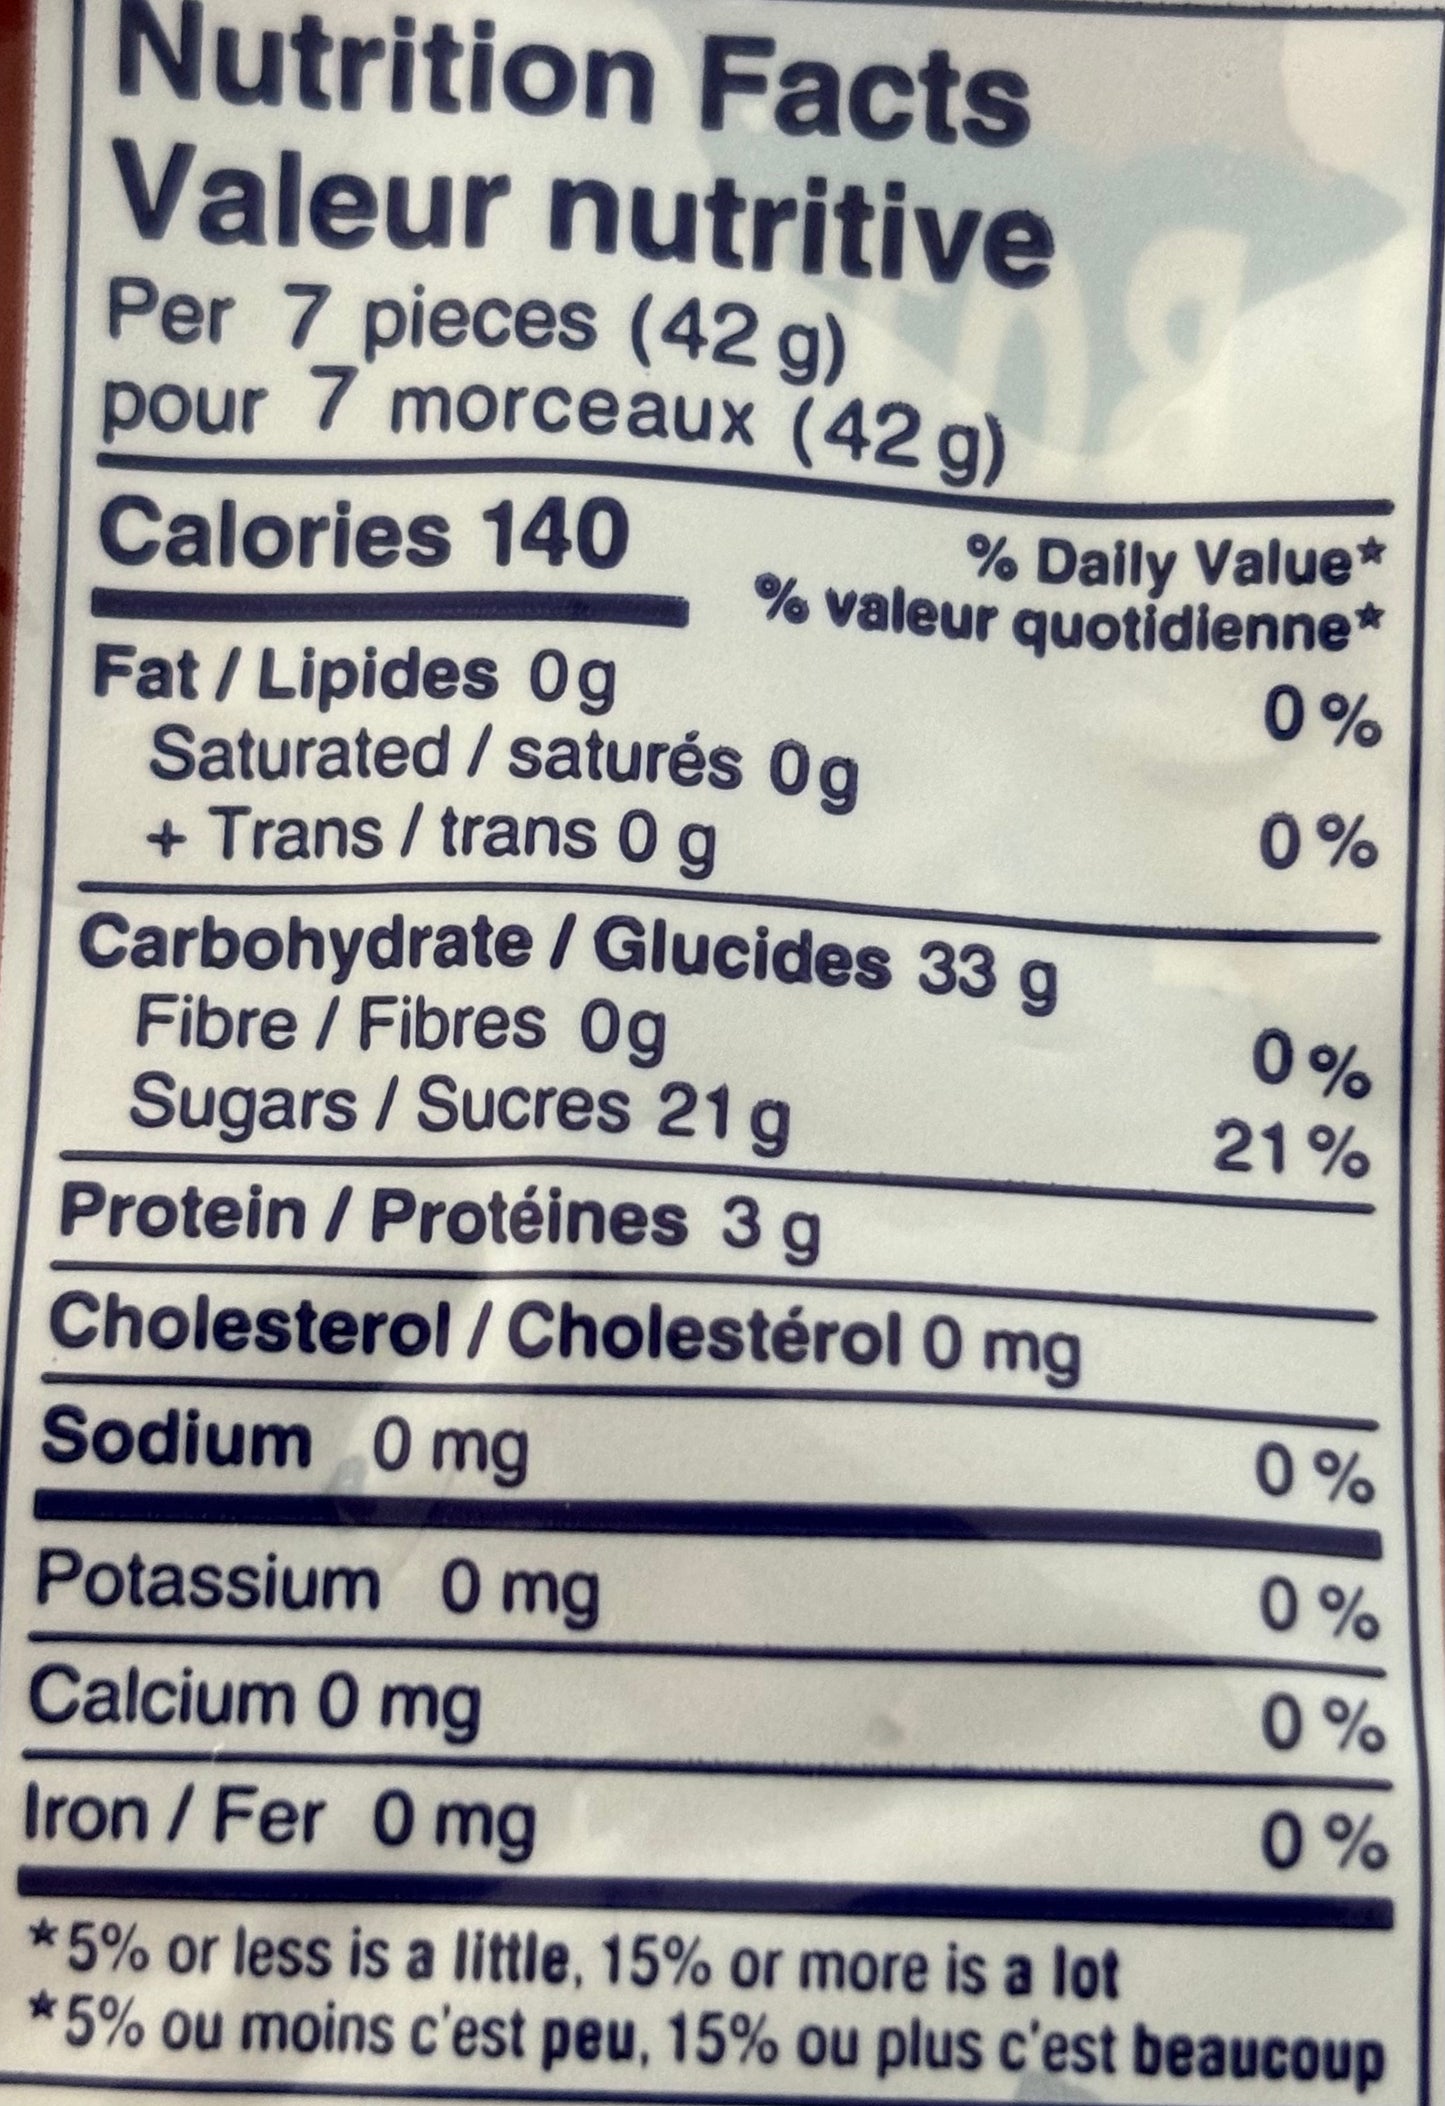 Nutrition Facts
Valeur nutritive
Per 7 pieces (42 g)
pour 7 morceaux (42 g)
Calories 140
% Daily Value*
% valeur quotidienne*
Fat / Lipides 0g 0 %
Saturated / saturés 0g
+ Trans / trans 0 g 0 %
Carbohydrate / Glucides 33 g
Fibre / Fibres 0g 0 %
Sugars / Sucres 21 g 21 %
Protein / Protéines 3 g
Cholesterol / Cholestérol 0 mg
Sodium 0 mg 0 %
Potassium 0 mg 0 %
Calcium 0 mg 0 %
Iron / Fer 0 mg 0 %
*5% or less is a little, 15% or more is a lot
*5% ou moins c'est peu, 15% ou plus c'est beaucoup